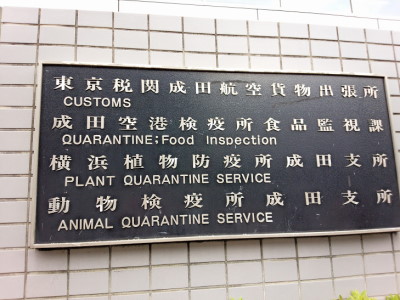 東京税関成田航空貨物出張所
CUSTOMS
成田空港検疫所食品監視課
QUARANTINE;Food Inspection
横浜植物防疫所成田支所
PLANT QUARANTINE SERVICE
動物検疫所成田支所
ANIMAL QUARANTINE SERVICE